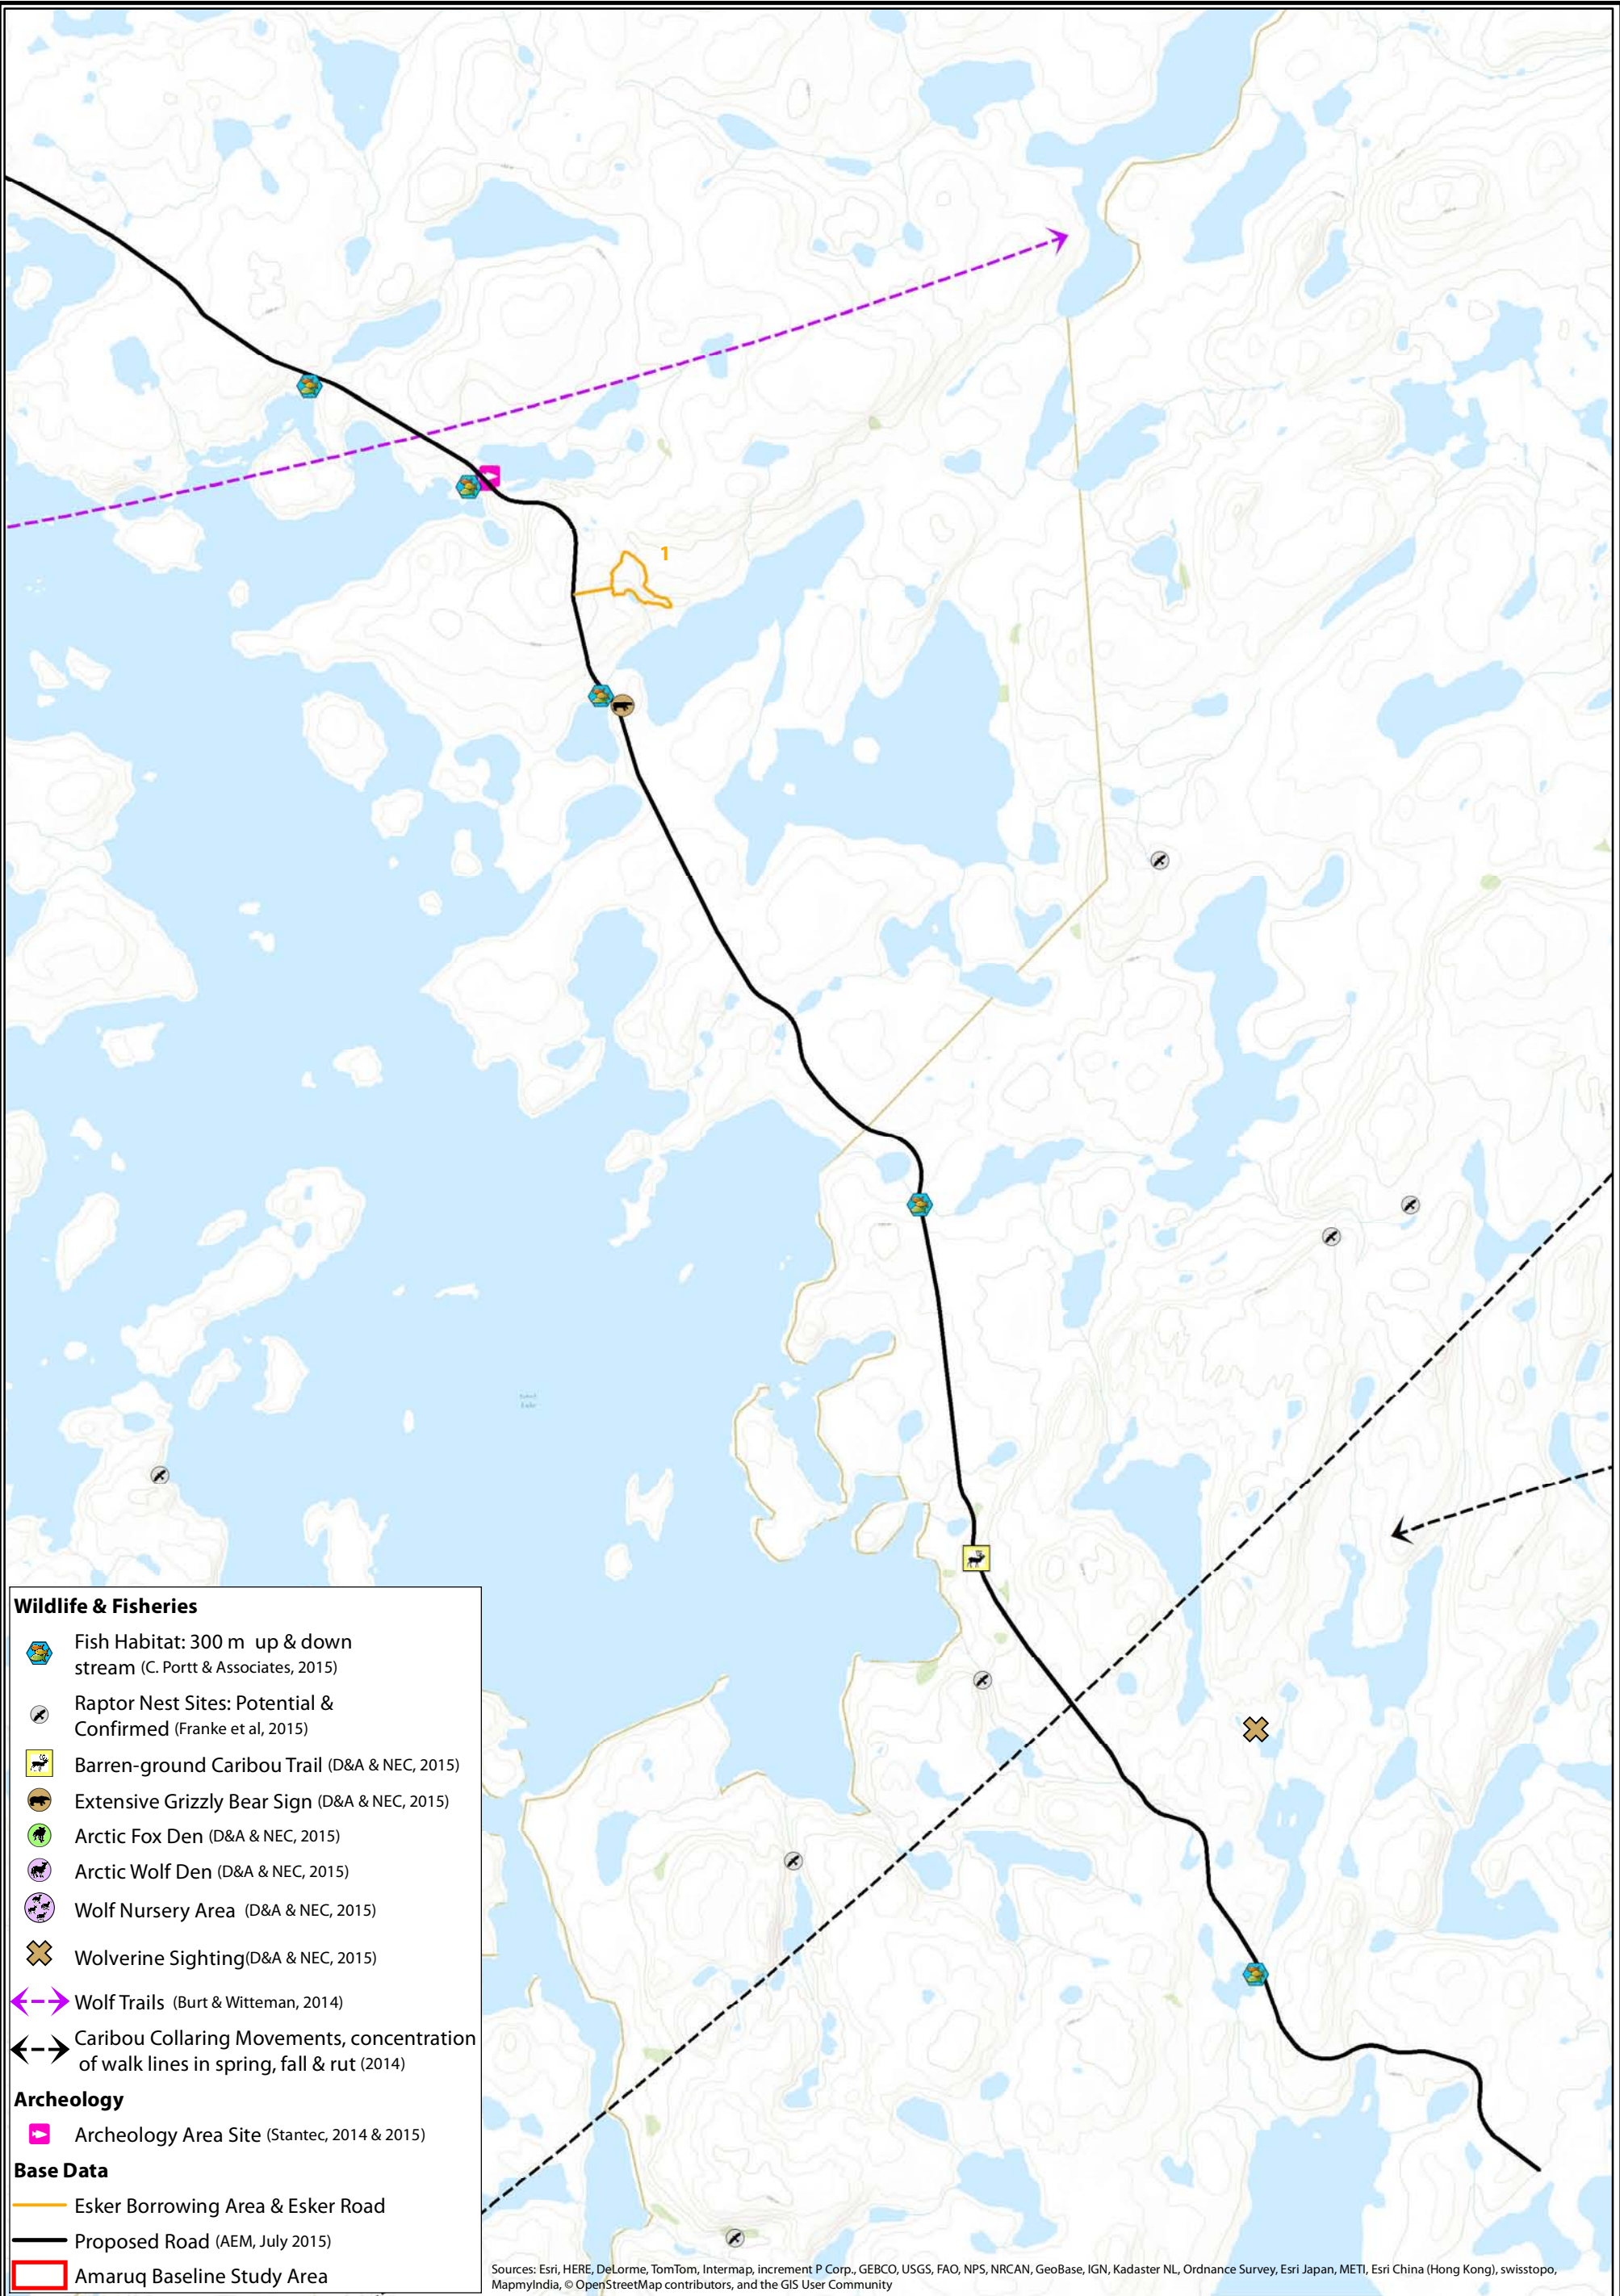 1
Wildlife & Fisheries
Fish Habitat: 300 m up & down
stream (C. Portt & Associates, 2015)
Raptor Nest Sites: Potential &
Confirmed (Franke et al, 2015)
Barren-ground Caribou Trail (D&A & NEC, 2015)
Extensive Grizzly Bear Sign (D&A & NEC, 2015)
Arctic Fox Den (D&A & NEC, 2015)
Arctic Wolf Den (D&A & NEC, 2015)
Wolf Nursery Area (D&A & NEC, 2015)
Wolverine Sighting(D&A & NEC, 2015)
Wolf Trails (Burt & Witteman, 2014)
Caribou Collaring Movements, concentration
of walk lines in spring, fall & rut (2014)
Archeology
Archeology Area Site (Stantec, 2014 & 2015)
Base Data
Esker Borrowing Area & Esker Road
Proposed Road (AEM, July 2015)
Amaruq Baseline Study Area
Sources: Esri, HERE, DeLorme, TomTom, Intermap, increment P Corp., GEBCO, USGS, FAO, NPS, NRCAN, GeoBase, IGN, Kadaster NL, Ordnance Survey, Esri Japan, METI, Esri China (Hong Kong), swisstopo,
MapmyIndia, © OpenStreetMap contributors, and the GIS User Community